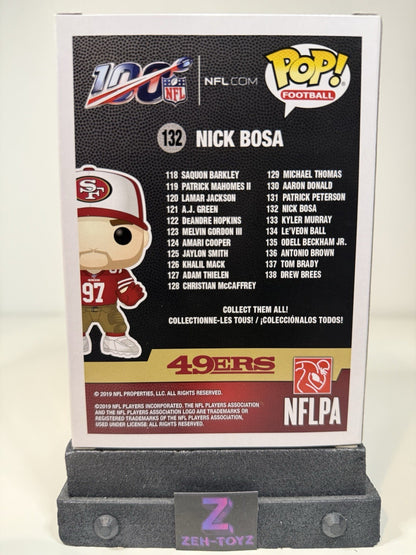 100
NFL
NFL.COM
POP!
FOOTBALL
132 NICK BOSA
118 SAQUON BARKLEY
119 PATRICK MAHOMES II
120 LAMAR JACKSON
121 A.J. GREEN
122 DeANDRE HOPKINS
123 MELVIN GORDON III
124 AMARI COOPER
125 JAYLON SMITH
126 KHALIL MACK
127 ADAM THIELEN
128 CHRISTIAN McCAFFREY
129 MICHAEL THOMAS
130 AARON DONALD
131 PATRICK PETERSON
132 NICK BOSA
133 KYLER MURRAY
134 Le'VEON BALL
135 ODELL BECKHAM JR.
136 ANTONIO BROWN
137 TOM BRADY
138 DREW BREES
COLLECT THEM ALL!
COLLECTIONNE-LES TOUS! / ¡COLECCIÓNALOS TODOS!
SF
97
49ERS
NFLPA
© 2019 NFL PROPERTIES, LLC. ALL RIGHTS RESERVED.
©2019 NFL PLAYERS INCORPORATED. THE NFL PLAYERS ASSOCIATION
AND THE NFL PLAYERS ASSOCIATION LOGO ARE TRADEMARKS OR
REGISTERED TRADEMARKS OF THE NFL PLAYERS ASSOCIATION,
USED UNDER LICENSE: ALL RIGHTS RESERVED.
Z
ZEH-TOYZ